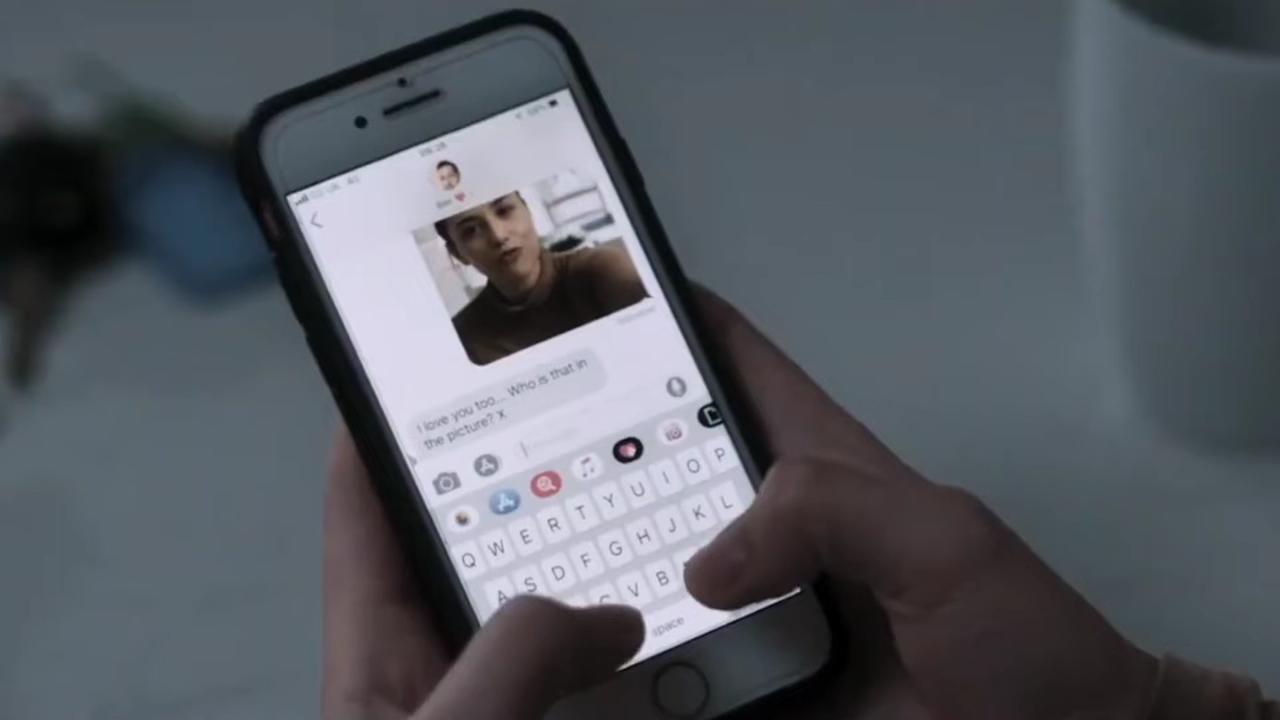 I love you too... Who is that in
the picture? x
Q W E R T Y U I O P
A S D F G H J K L
C V B
space